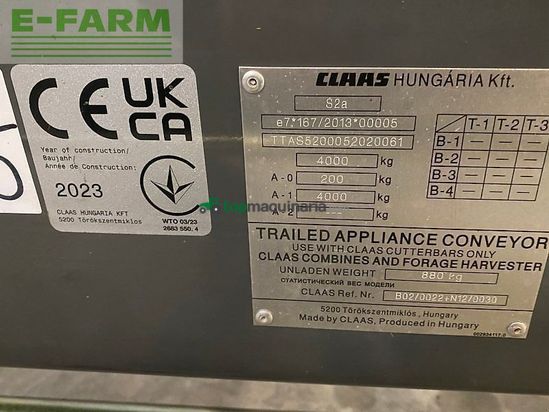 E-FARM
CE UK
CA
Year of construction/
Baujahr/
Année de Construction:
2023
CLAAS HUNGARIA KFT
5200 Törökszentmiklos
WTO 03/23
2683 550. 4
CLAAS HUNGÁRIA Kft.
S2a
e7*167/2013*00005
TTAS5200052020061
4000 kg
A-0 200 kg
A-1 4000 kg
A-2 kg
T-1 T-2 T-3
B-1 — — —
B-2 — — —
B-3 — — —
B-4 — — —
topmaquinaria
TRAILED APPLIANCE CONVEYOR
USE WITH CLAAS CUTTERBARS ONLY
CLAAS COMBINES AND FORAGE HARVESTER
UNLADEN WEIGHT 880 kg
СТАТИСТИЧЕСКИЙ ВЕС МОДЕЛИ
CLAAS Ref. Nr.
5200 Törökszentmiklós, Hungary
Made by CLAAS, Produced in Hungary